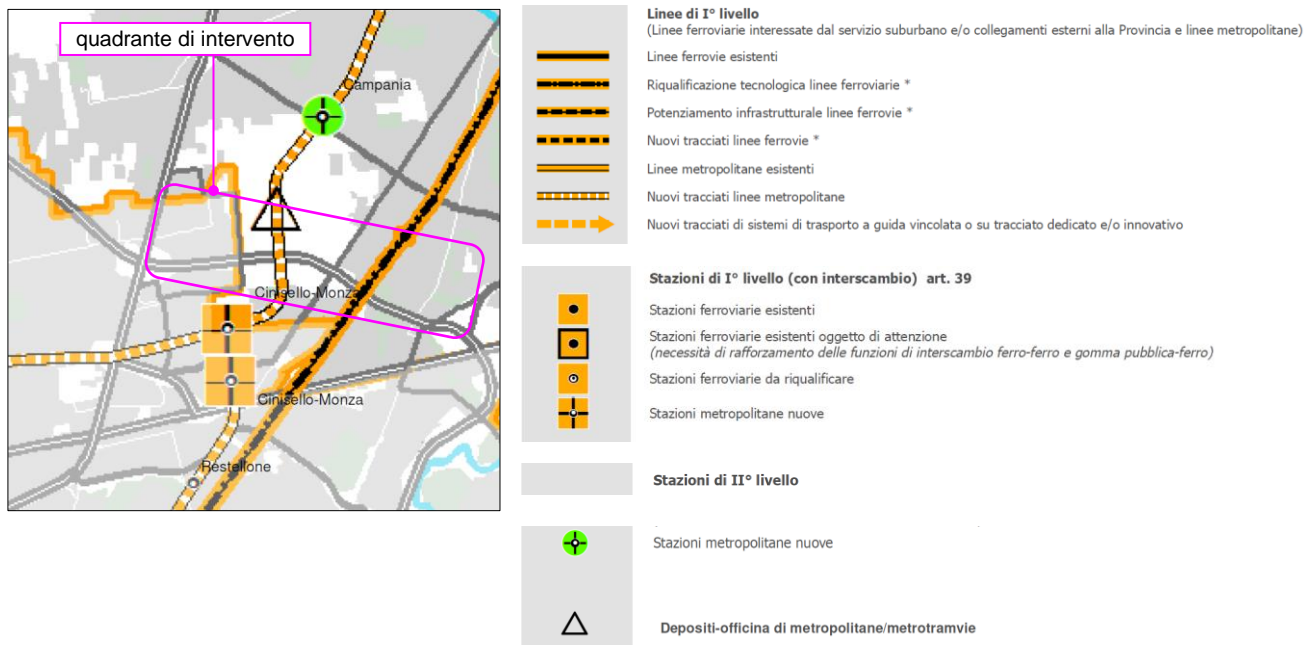 quadrante di intervento
Campania
Cinisello-Monza
Cinisello-Monza
Restellone
Linee di I° livello
(Linee ferroviarie interessate dal servizio suburbano e/o collegamenti esterni alla Provincia e linee metropolitane)
Linee ferrovie esistenti
Riqualificazione tecnologica linee ferroviarie *
Potenziamento infrastrutturale linee ferrovie *
Nuovi tracciati linee ferrovie *
Linee metropolitane esistenti
Nuovi tracciati linee metropolitane
Nuovi tracciati di sistemi di trasporto a guida vincolata o su tracciato dedicato e/o innovativo
Stazioni di I° livello (con interscambio) art. 39
Stazioni ferroviarie esistenti
Stazioni ferroviarie esistenti oggetto di attenzione
(necessità di rafforzamento delle funzioni di interscambio ferro-ferro e gomma pubblica-ferro)
Stazioni ferroviarie da riqualificare
Stazioni metropolitane nuove
Stazioni di II° livello
Stazioni metropolitane nuove
Depositi-officina di metropolitane/metrotramvie